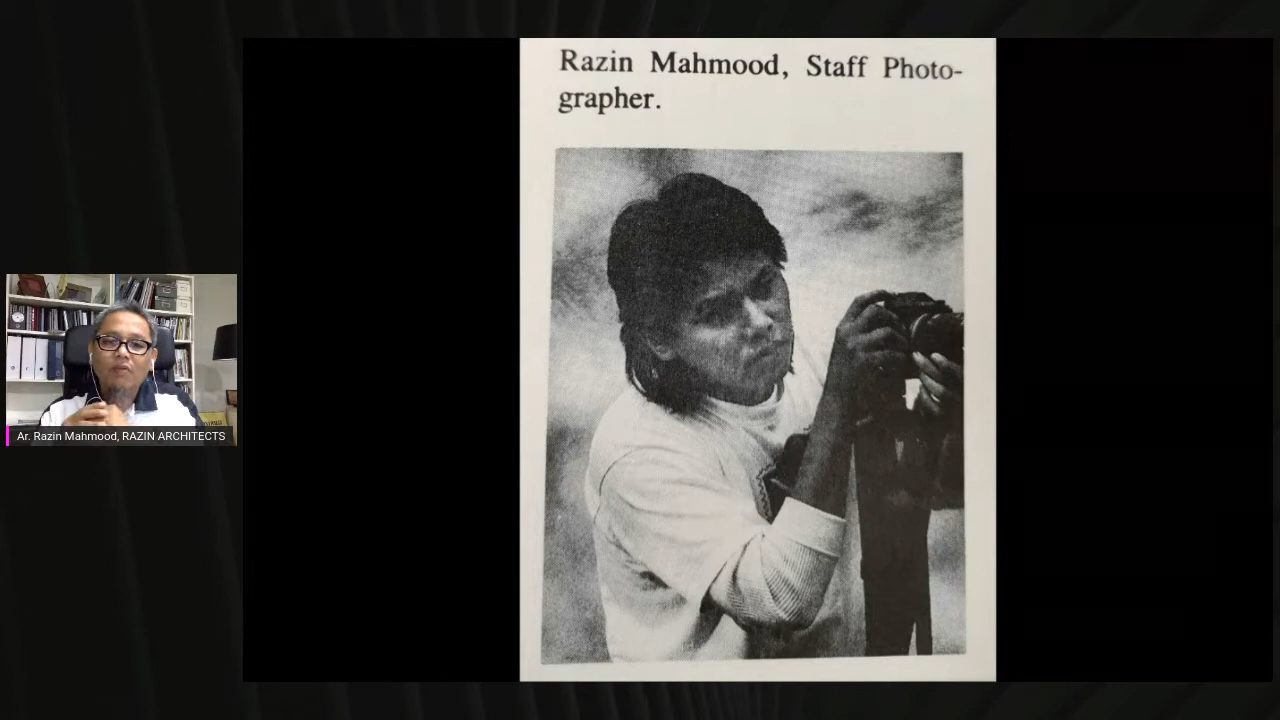 Razin Mahmood, Staff Photo-
grapher.
Ar. Razin Mahmood, RAZIN ARCHITECTS